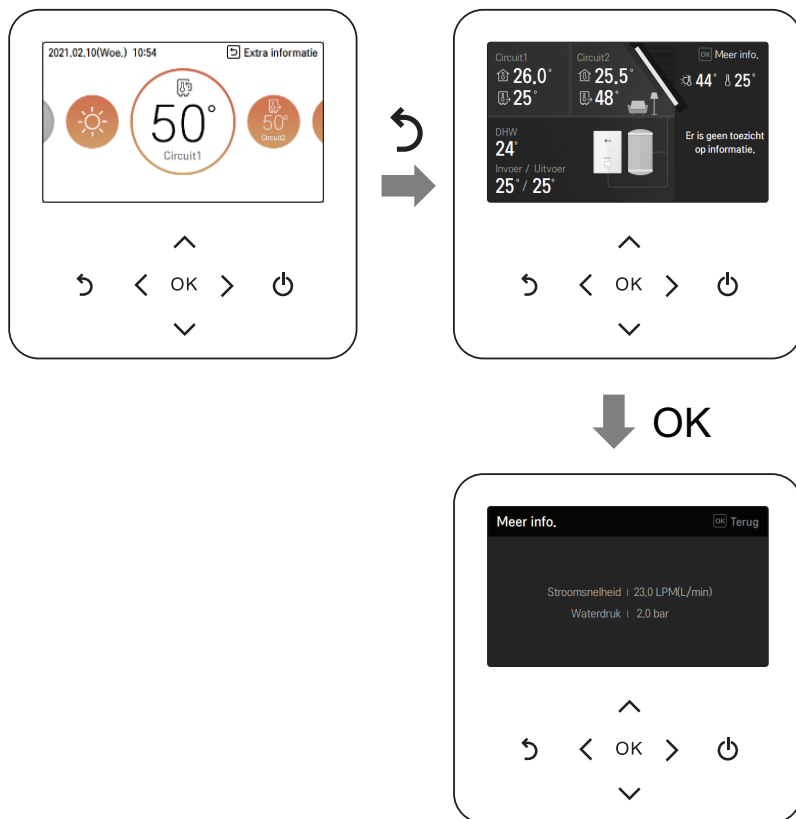 2021.02.10(Woe.) 10:54 Extra informatie
50°
Circuit1
50°
Circuit2
OK
Circuit1
26.0°
25°
Circuit2
25.5°
48°
OK Meer info.
44° 25°
DHW
24°
Invoer / Uitvoer
25° / 25°
Er is geen toezicht
op informatie.
OK
OK
Meer info. OK Terug
Stroomsnelheid | 23.0 LPM(L/min)
Waterdruk | 2.0 bar
OK